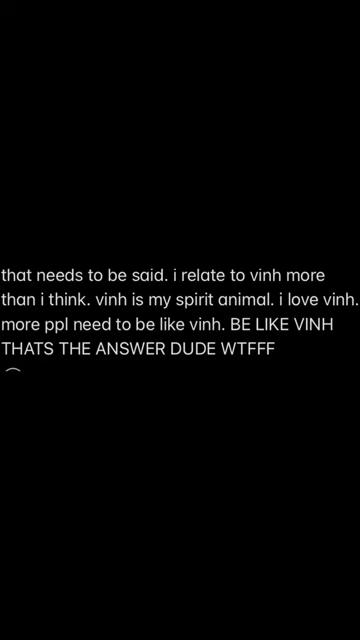 that needs to be said. i relate to vinh more
than i think. vinh is my spirit animal. i love vinh.
more ppl need to be like vinh. BE LIKE VINH
THATS THE ANSWER DUDE WTFFF